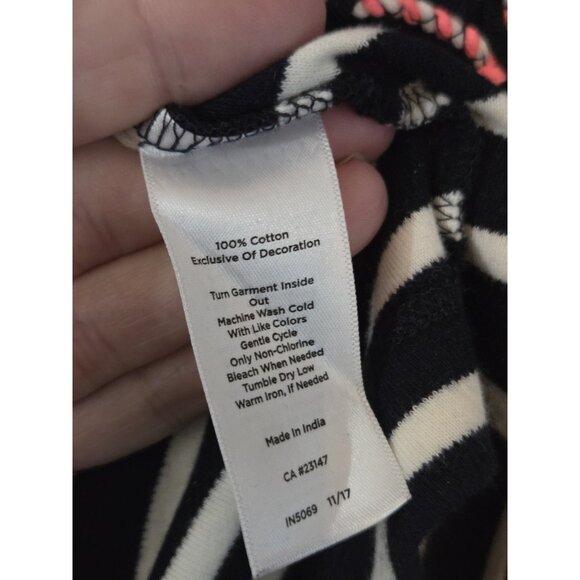 100% Cotton
Exclusive Of Decoration
Turn Garment Inside
Out
Machine Wash Cold
With Like Colors
Gentle Cycle
Only Non-Chlorine
Bleach When Needed
Tumble Dry Low
Warm Iron, If Needed
Made In India
CA #23147
IN5069 11/17